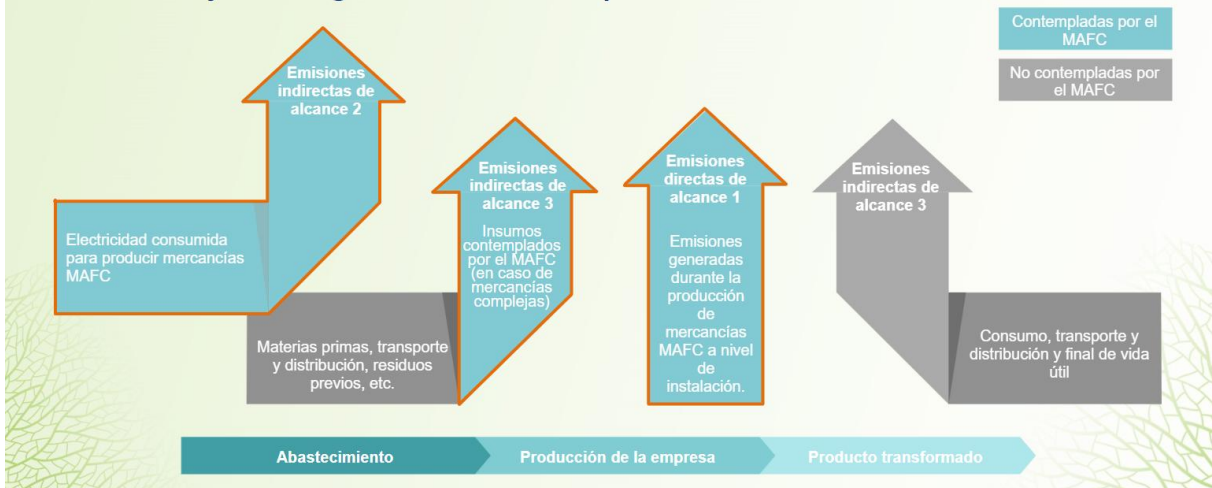 Contempladas por el
MAFC
No contempladas por
el MAFC
Emisiones
indirectas de
alcance 2
Electricidad consumida
para producir mercancías
MAFC
Emisiones
indirectas de
alcance 3
Insumos
contemplados
por el MAFC
(en caso de
mercancías
complejas)
Materias primas, transporte
y distribución, residuos
previos, etc.
Emisiones
directas de
alcance 1
Emisiones
generadas
durante la
producción
de
mercancías
MAFC a nivel
de
instalación.
Emisiones
indirectas de
alcance 3
Consumo, transporte y
distribución y final de vida
útil
Abastecimiento
Producción de la empresa
Producto transformado